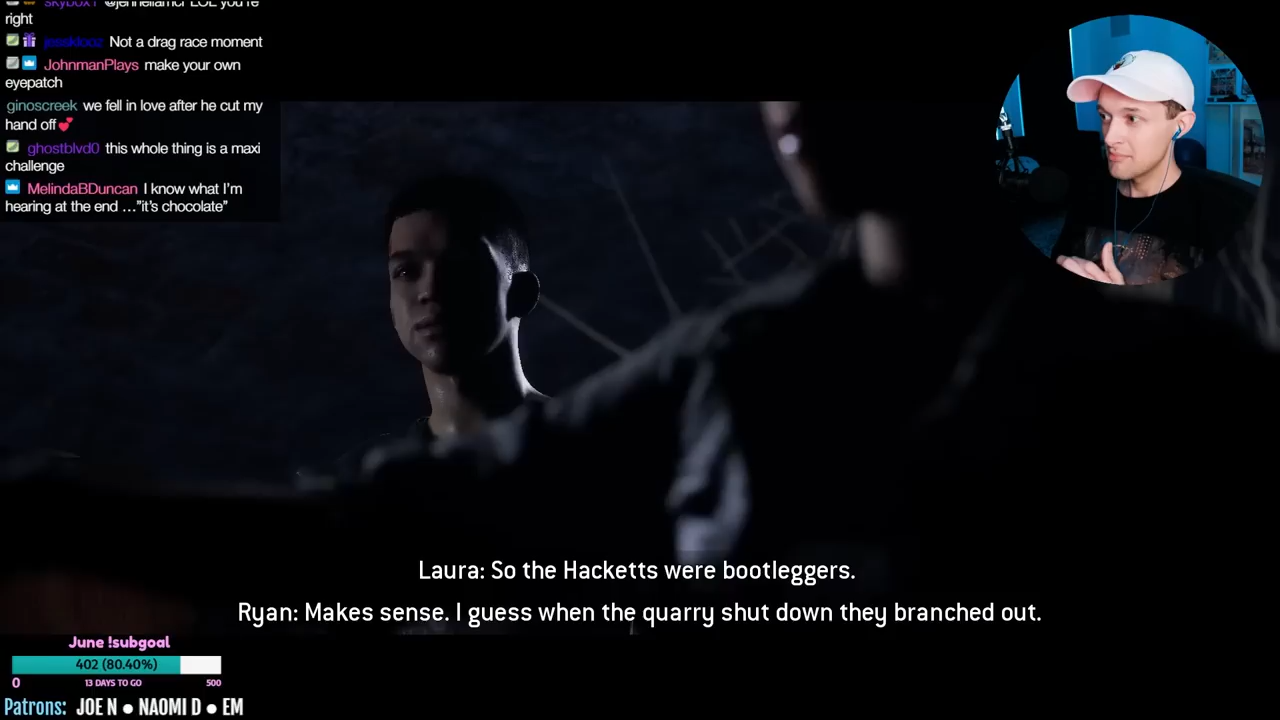 skybox1 @jennellamcf LOL you're
right
jessklooz Not a drag race moment
JohnmanPlays make your own
eyepatch
ginoscreek we fell in love after he cut my
hand off💕
ghostblvd0 this whole thing is a maxi
challenge
MelindaBDuncan I know what I'm
hearing at the end ..."it's chocolate"
Laura: So the Hacketts were bootleggers.
Ryan: Makes sense. I guess when the quarry shut down they branched out.
June !subgoal
402 (80.40%)
0 13 DAYS TO GO 500
Patrons: JOE N ● NAOMI D ● EM